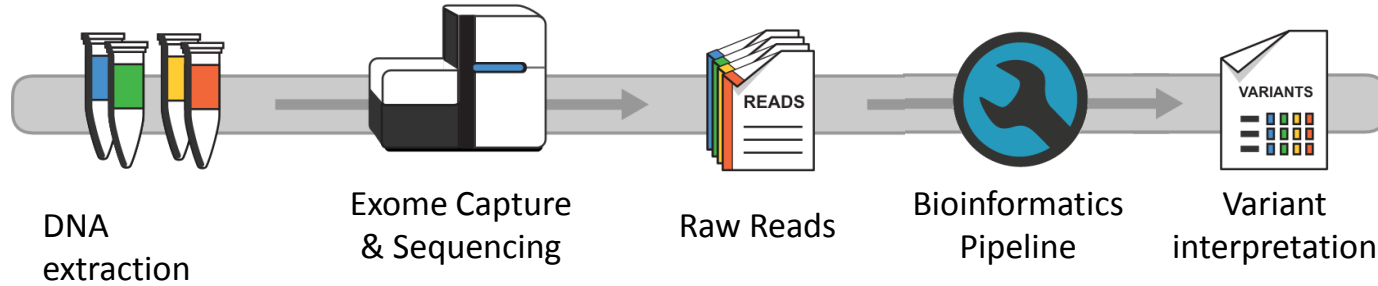 READS
VARIANTS
DNA
extraction
Exome Capture
& Sequencing
Raw Reads
Bioinformatics
Pipeline
Variant
interpretation